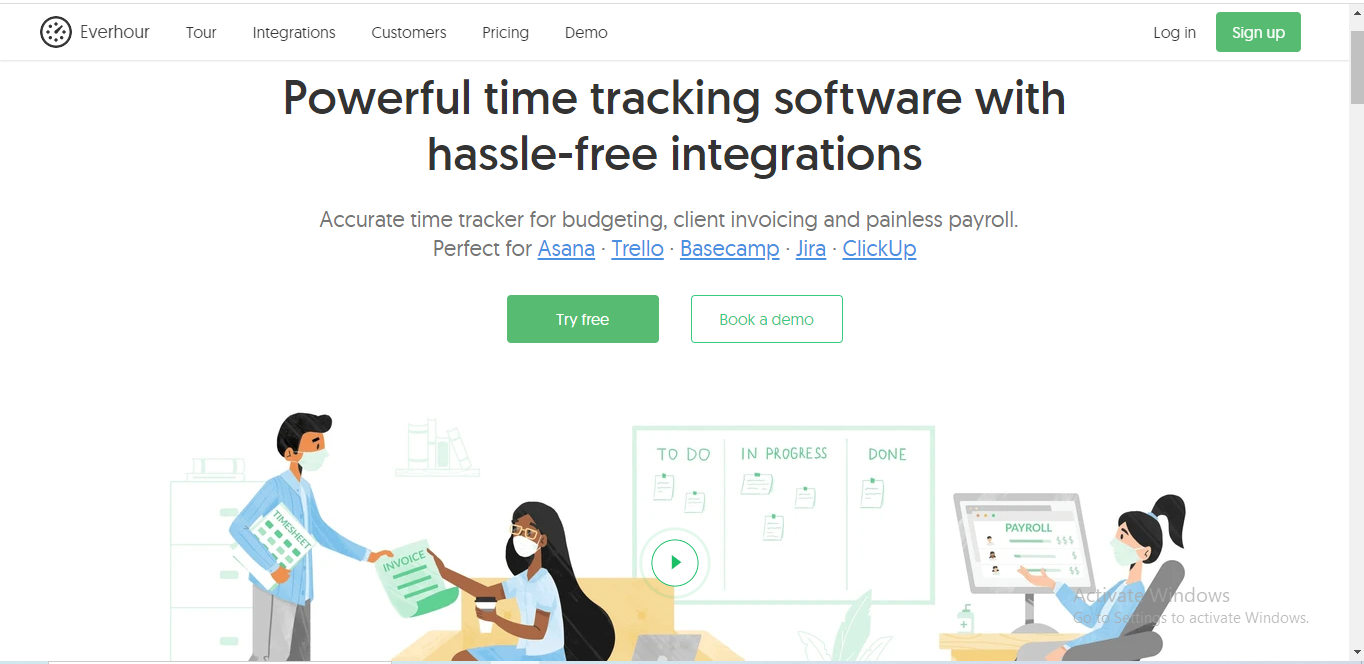 Everhour Tour Integrations Customers Pricing Demo Log in Sign up
Powerful time tracking software with
hassle-free integrations
Accurate time tracker for budgeting, client invoicing and painless payroll.
Perfect for Asana · Trello · Basecamp · Jira · ClickUp
Try free Book a demo
TO DO IN PROGRESS DONE
TIMESHEET
INVOICE
PAYROLL
$$$
$
$$
Activate Windows
Go to Settings to activate Windows.